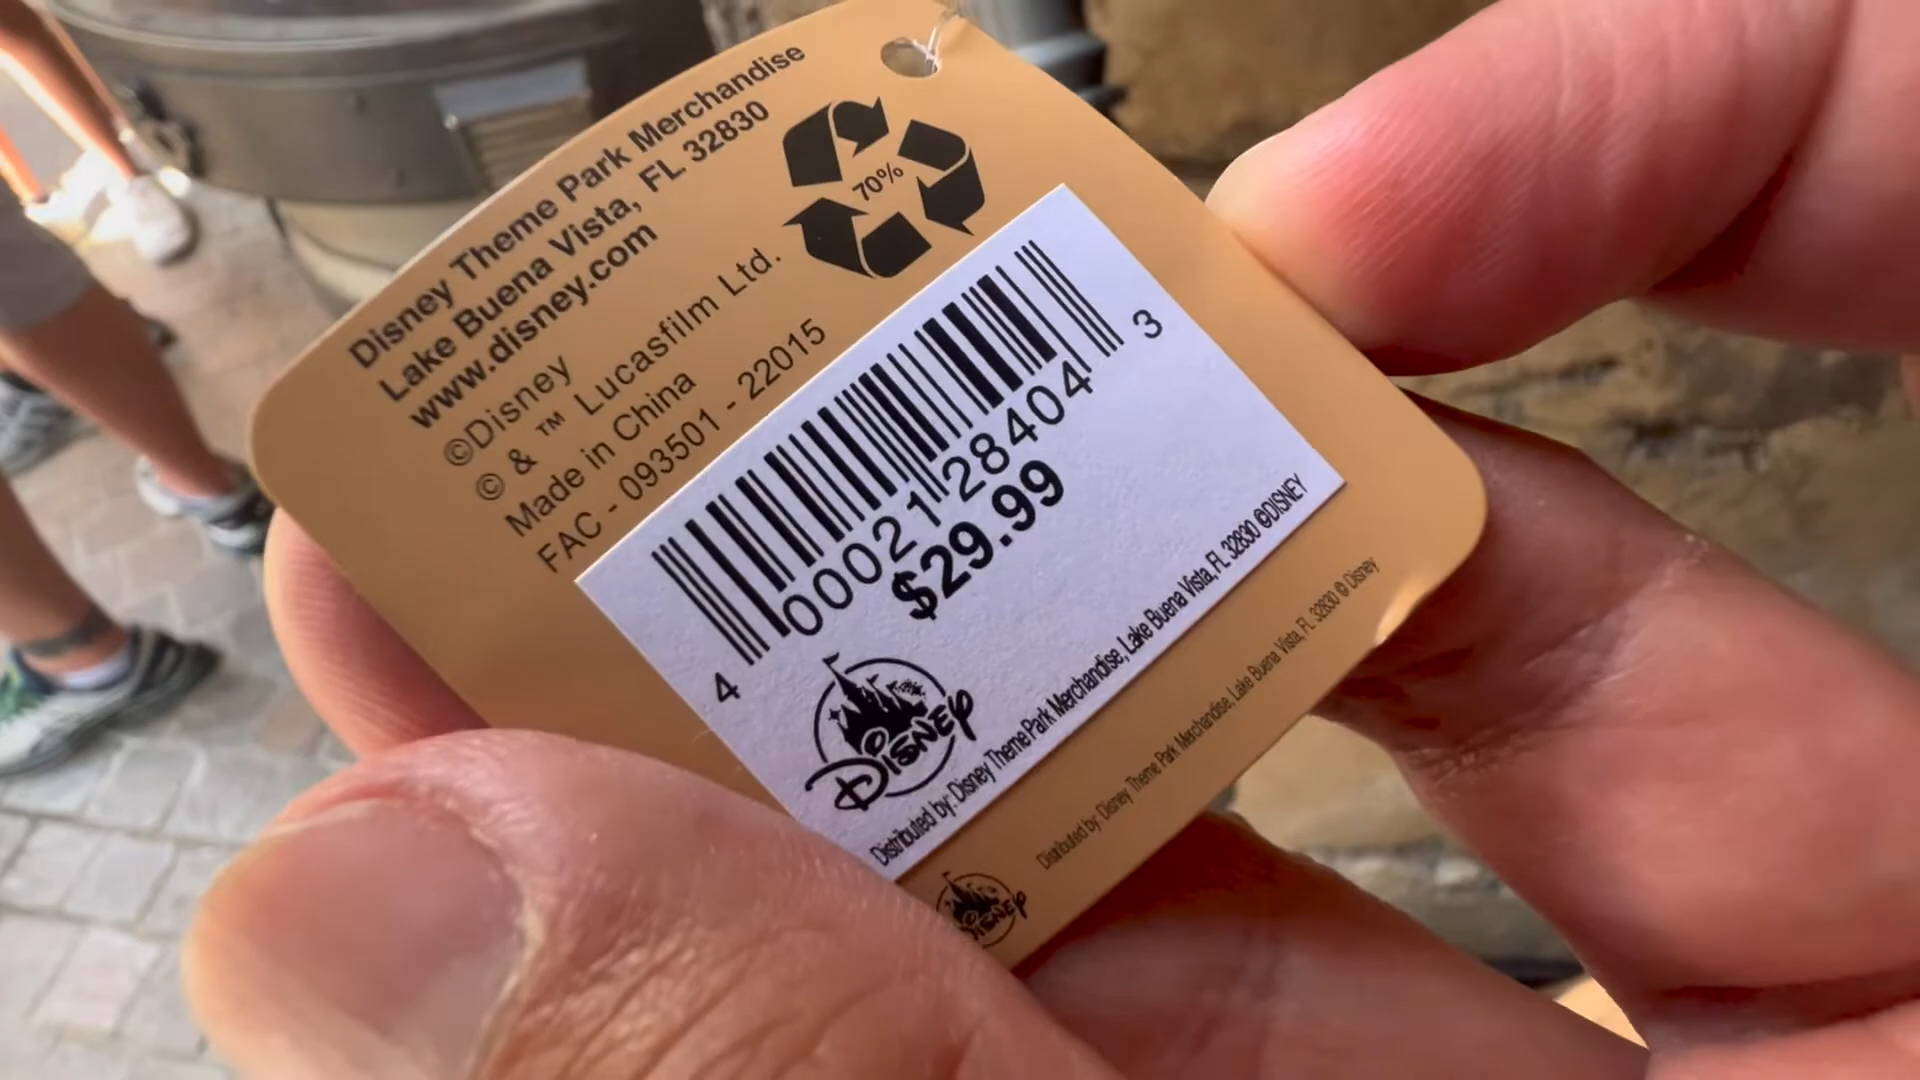 Disney Theme Park Merchandise
Lake Buena Vista, FL 32830
www.disney.com
©Disney
© & ™ Lucasfilm Ltd.
Made in China
FAC - 093501 - 22015
70%
4 00021 28404 3
$29.99
Disney
Distributed by: Disney Theme Park Merchandise, Lake Buena Vista, FL 32830 ©DISNEY
Distributed by: Disney Theme Park Merchandise, Lake Buena Vista, FL 32830 © Disney
Disney